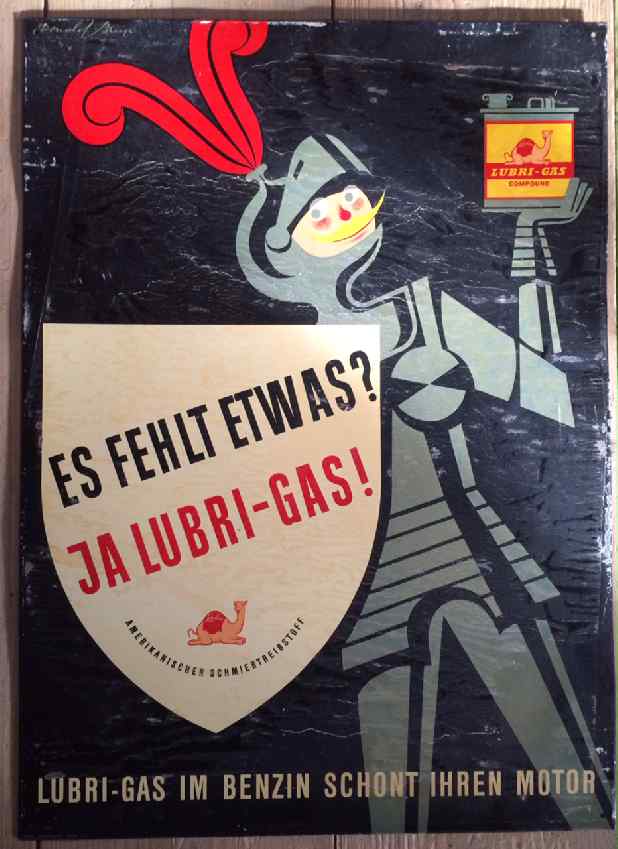 LUBRI-GAS
COMPOUND
ES FEHLT ETWAS?
JA LUBRI-GAS!
AMERIKANISCHER SCHMIERTREIBSTOFF
LUBRI-GAS IM BENZIN SCHONT IHREN MOTOR